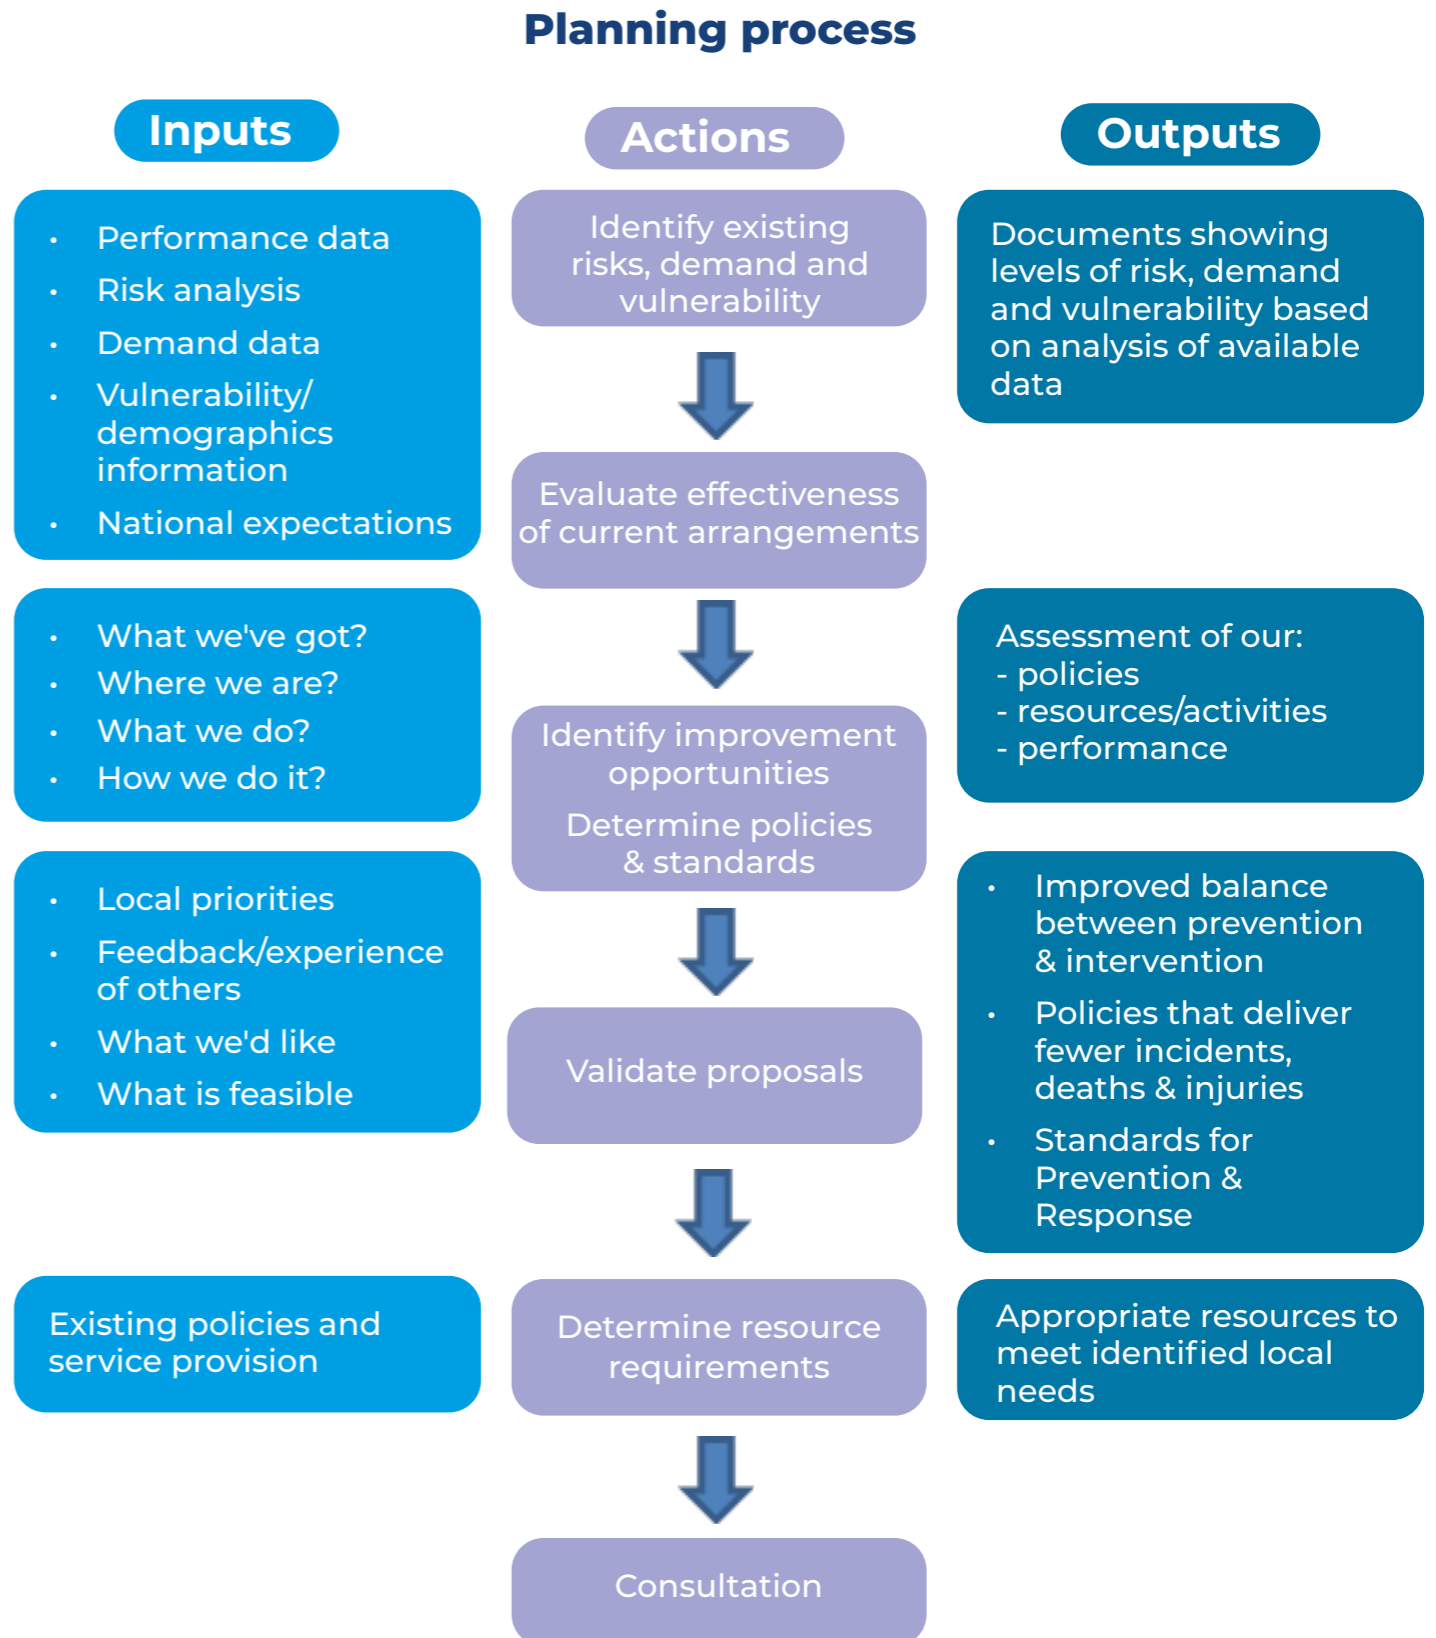 Planning process
Inputs
• Performance data
• Risk analysis
• Demand data
• Vulnerability/
demographics
information
• National expectations
• What we've got?
• Where we are?
• What we do?
• How we do it?
• Local priorities
• Feedback/experience
of others
• What we'd like
• What is feasible
Existing policies and
service provision
Actions
Identify existing
risks, demand and
vulnerability
Evaluate effectiveness
of current arrangements
Identify improvement
opportunities
Determine policies
& standards
Validate proposals
Determine resource
requirements
Consultation
Outputs
Documents showing
levels of risk, demand
and vulnerability based
on analysis of available
data
Assessment of our:
- policies
- resources/activities
- performance
• Improved balance
between prevention
& intervention
• Policies that deliver
fewer incidents,
deaths & injuries
• Standards for
Prevention &
Response
Appropriate resources to
meet identified local
needs